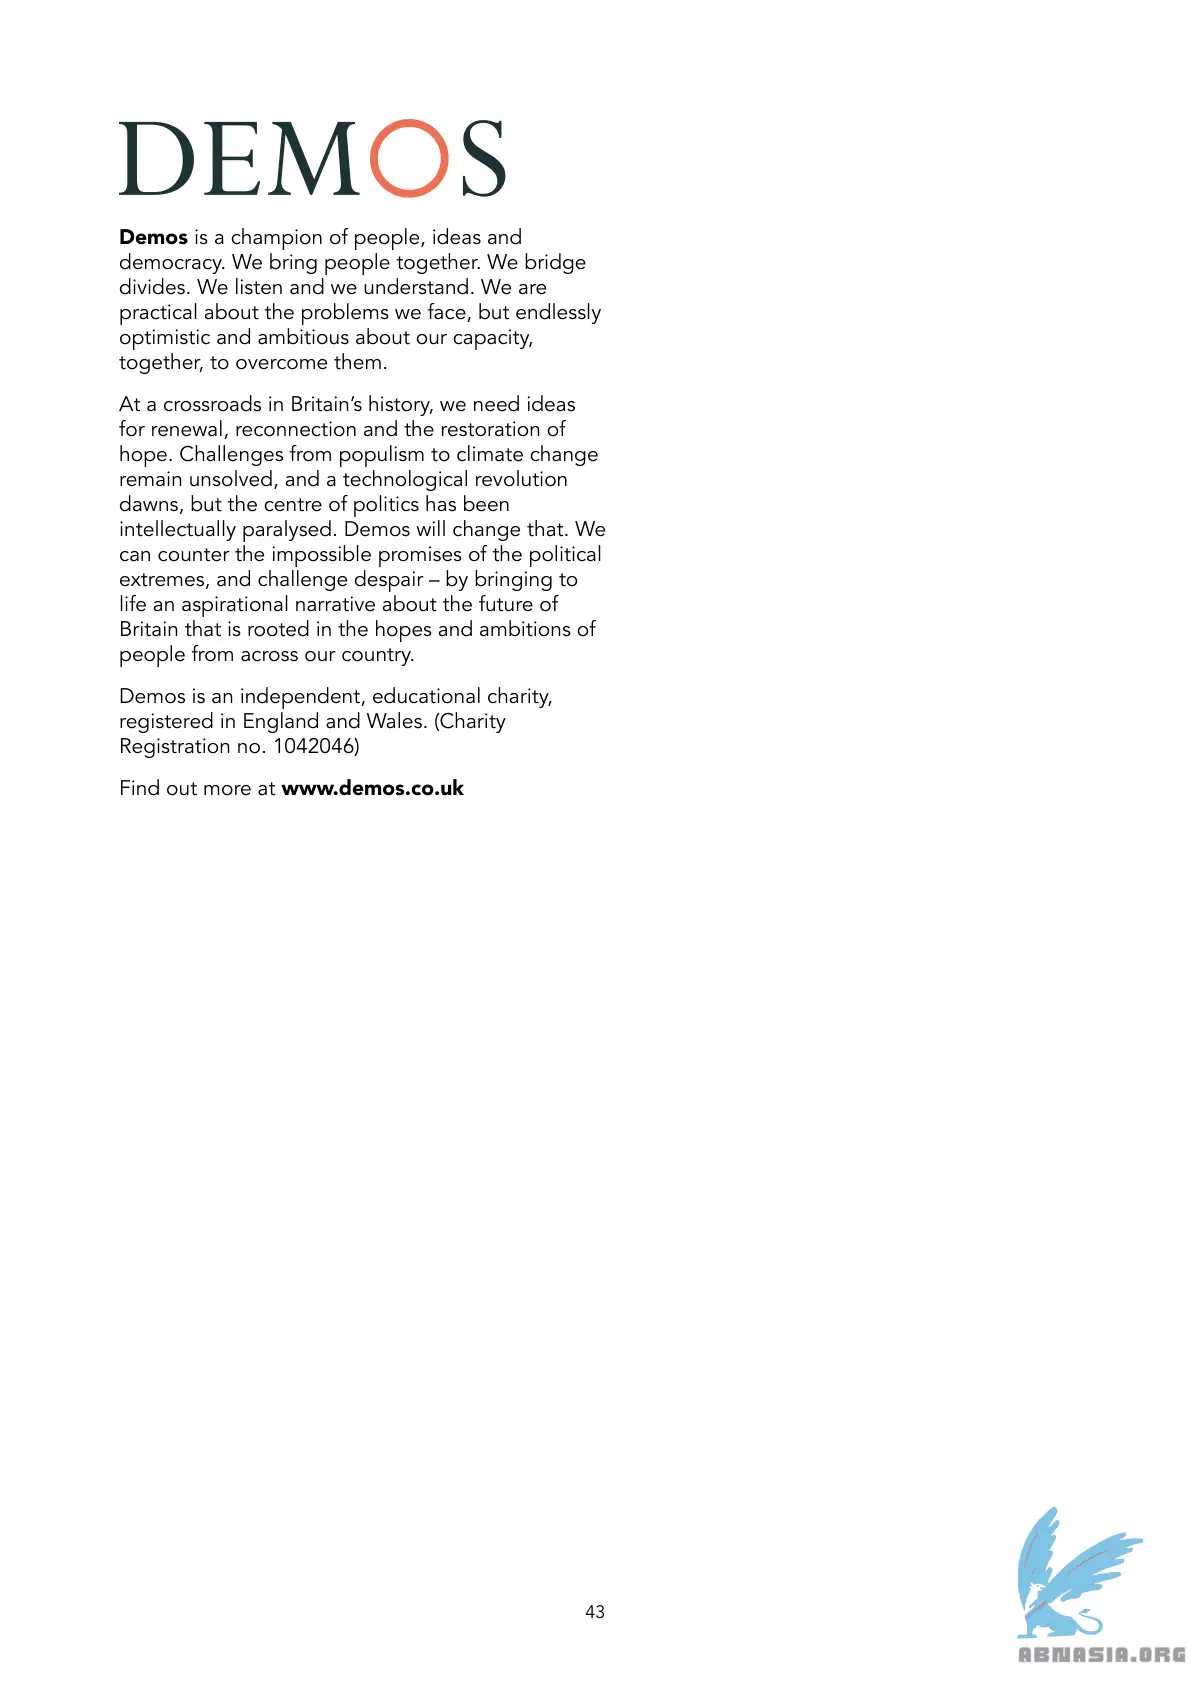 DEMOS
Demos is a champion of people, ideas and
democracy. We bring people together. We bridge
divides. We listen and we understand. We are
practical about the problems we face, but endlessly
optimistic and ambitious about our capacity,
together, to overcome them.
At a crossroads in Britain’s history, we need ideas
for renewal, reconnection and the restoration of
hope. Challenges from populism to climate change
remain unsolved, and a technological revolution
dawns, but the centre of politics has been
intellectually paralysed. Demos will change that. We
can counter the impossible promises of the political
extremes, and challenge despair – by bringing to
life an aspirational narrative about the future of
Britain that is rooted in the hopes and ambitions of
people from across our country.
Demos is an independent, educational charity,
registered in England and Wales. (Charity
Registration no. 1042046)
Find out more at www.demos.co.uk
43
ABNASIA.ORG